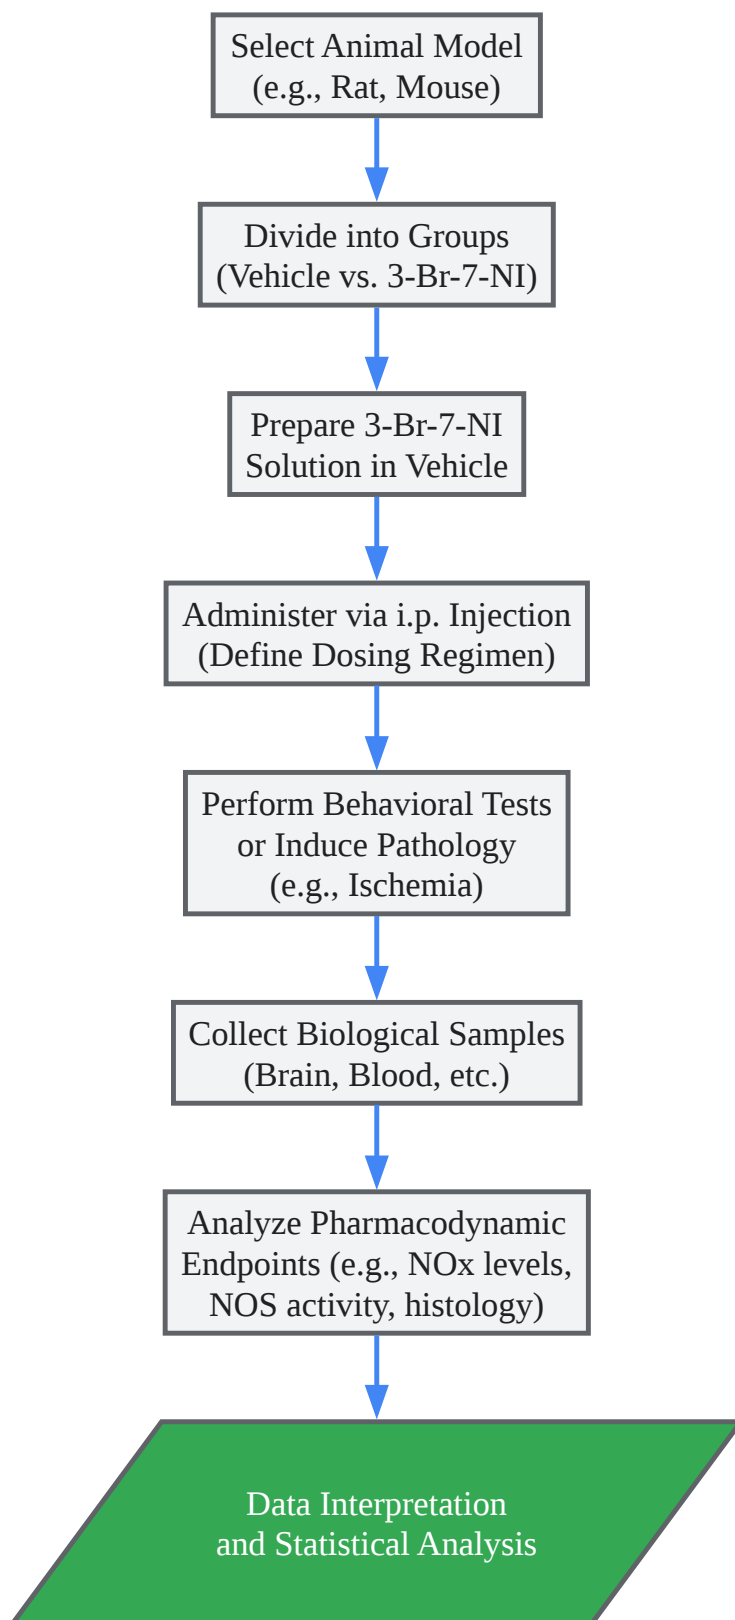 Select Animal Model
(e.g., Rat, Mouse)
Divide into Groups
(Vehicle vs. 3-Br-7-NI)
Prepare 3-Br-7-NI
Solution in Vehicle
Administer via i.p. Injection
(Define Dosing Regimen)
Perform Behavioral Tests
or Induce Pathology
(e.g., Ischemia)
Collect Biological Samples
(Brain, Blood, etc.)
Analyze Pharmacodynamic
Endpoints (e.g., NOx levels,
NOS activity, histology)
Data Interpretation
and Statistical Analysis